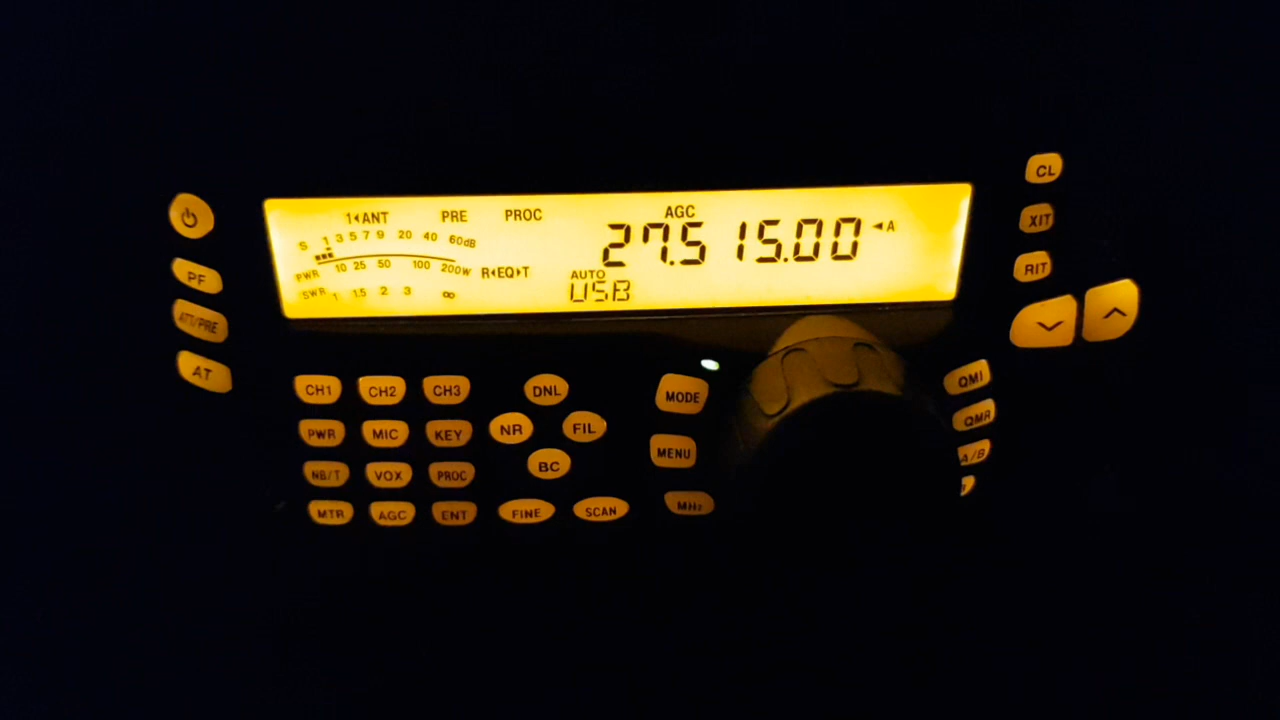 1◂ANT PRE PROC AGC
S 1 3 5 7 9 20 40 60dB
27.515.00 ◂A
PWR 10 25 50 100 200W R◂EQ▸T AUTO
SWR 1 1.5 2 3 ∞ USB
CL
XIT
RIT
PF
ATT/PRE
AT
CH1 CH2 CH3 DNL MODE QMI
PWR MIC KEY NR FIL QMR
NB/T VOX PROC BC MENU A/B
MTR AGC ENT FINE SCAN MHz